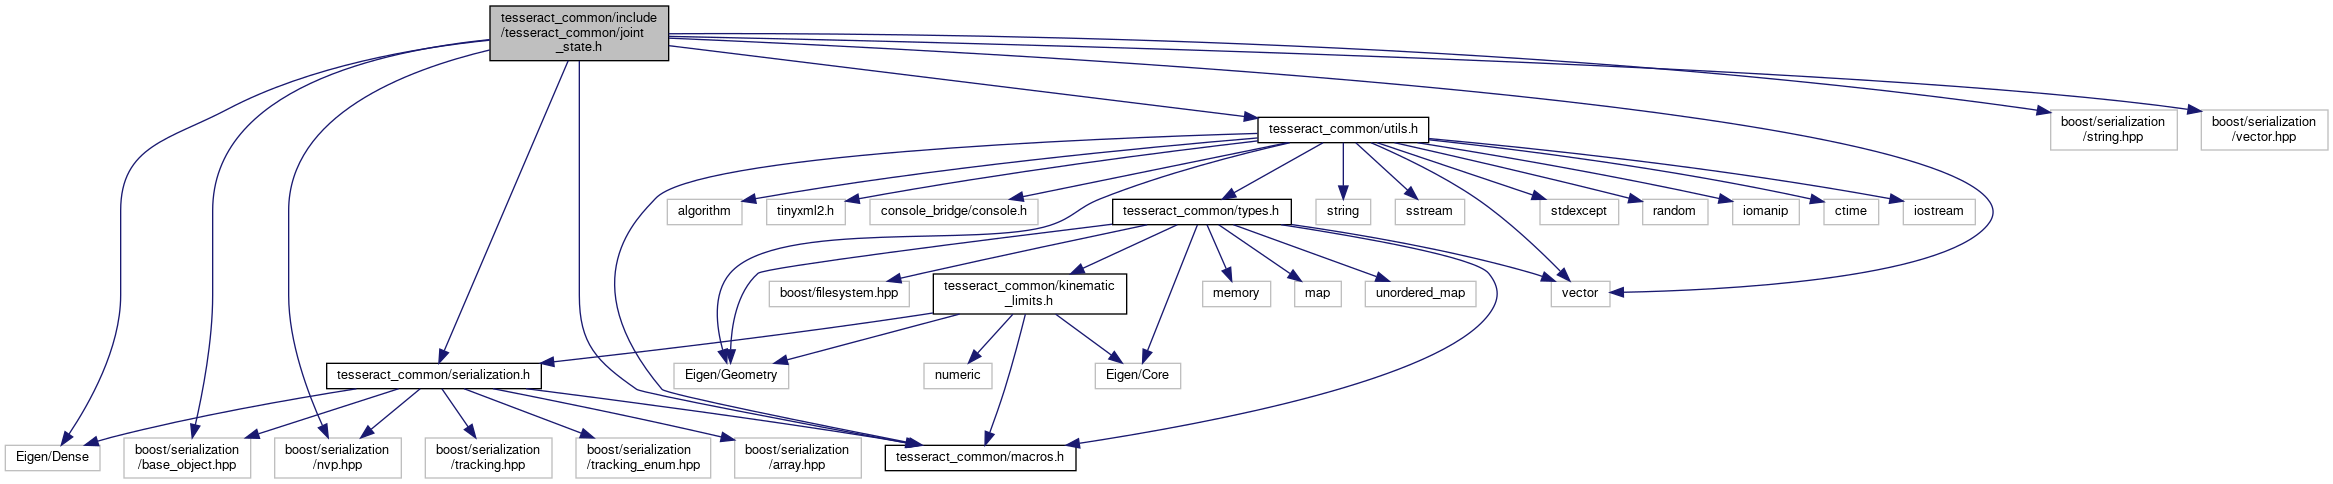 tesseract_common/include
/tesseract_common/joint
_state.h
boost/serialization
/string.hpp
boost/serialization
/vector.hpp
tesseract_common/utils.h
algorithm
tinyxml2.h
console_bridge/console.h
tesseract_common/types.h
string
sstream
stdexcept
random
iomanip
ctime
iostream
boost/filesystem.hpp
tesseract_common/kinematic
_limits.h
memory
map
unordered_map
vector
tesseract_common/serialization.h
Eigen/Geometry
numeric
Eigen/Core
Eigen/Dense
boost/serialization
/base_object.hpp
boost/serialization
/nvp.hpp
boost/serialization
/tracking.hpp
boost/serialization
/tracking_enum.hpp
boost/serialization
/array.hpp
tesseract_common/macros.h